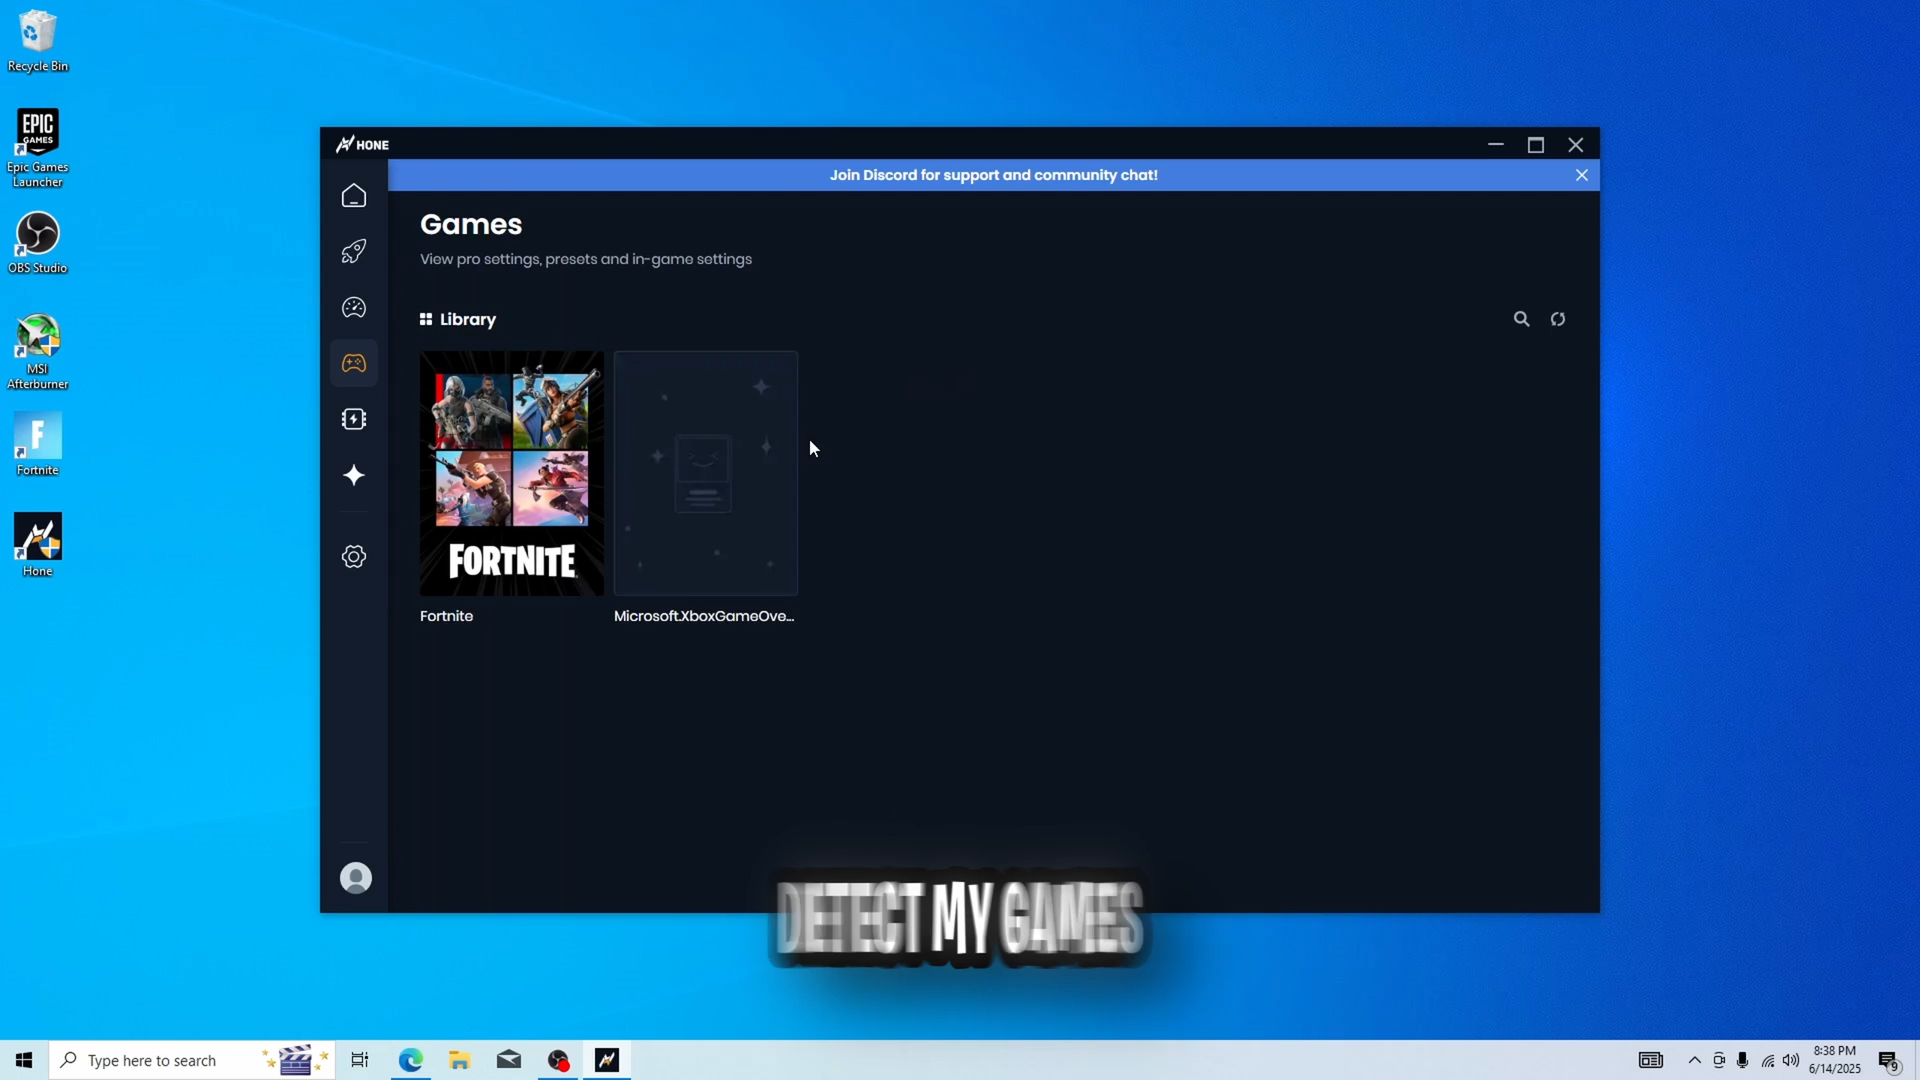 Recycle Bin
EPIC
GAMES
Epic Games
Launcher
OBS Studio
MSI
Afterburner
F
Fortnite
Hone
HONE
Join Discord for support and community chat!
Games
View pro settings, presets and in-game settings
Library
FORTNITE
Fortnite
Microsoft.XboxGameOve...
DETECT MY GAMES
Type here to search
8:38 PM
6/14/2025
9